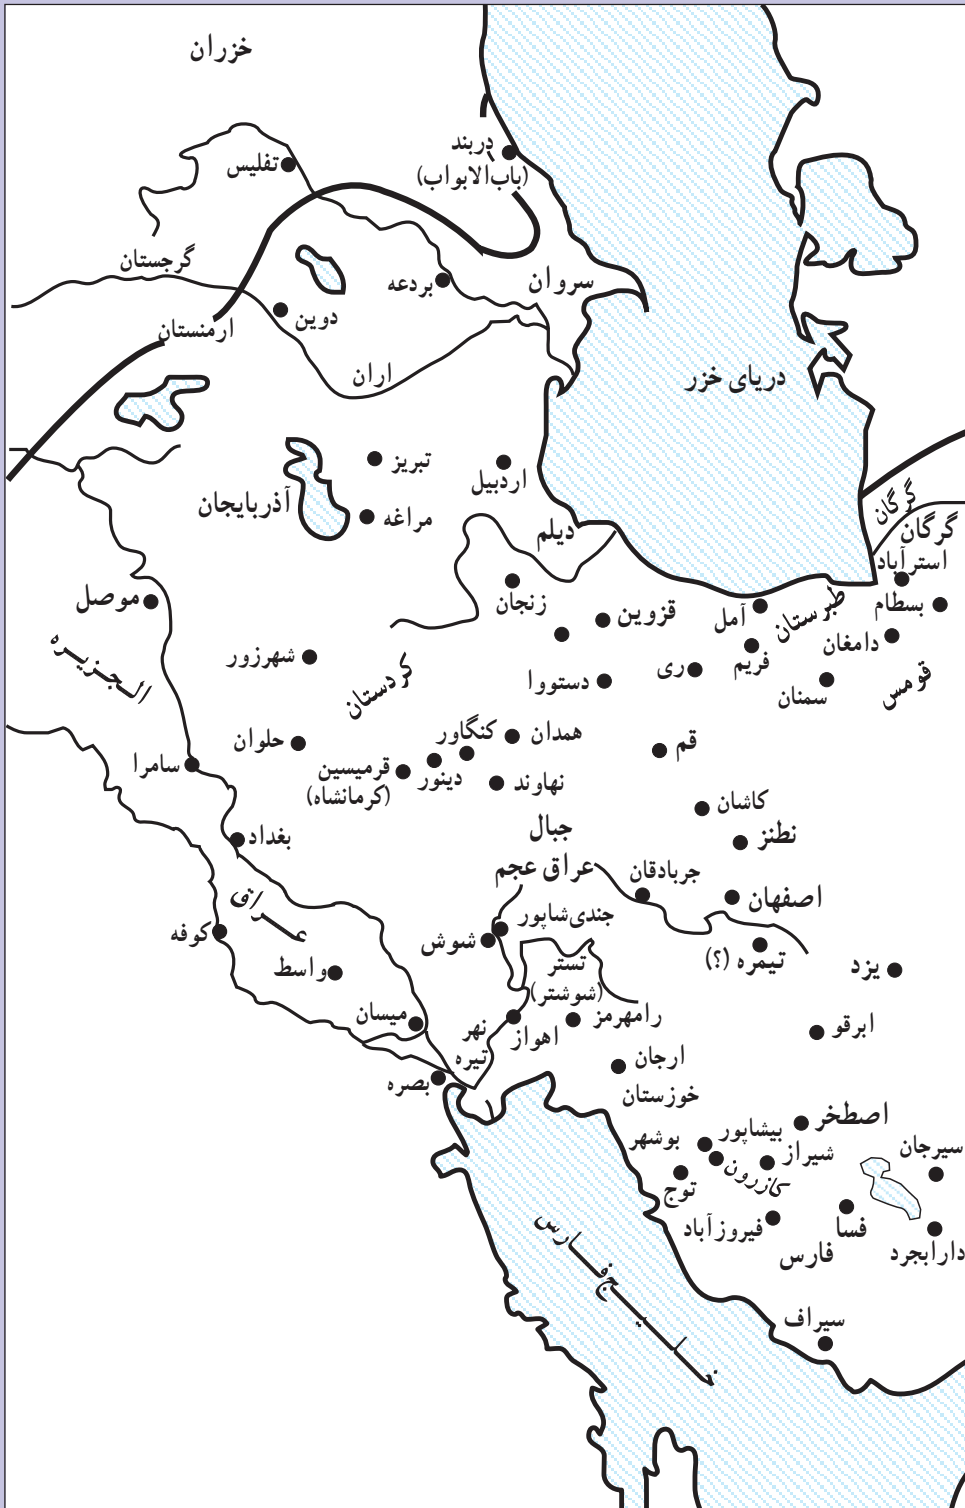 خزران
دربند
(باب‌الابواب)
تفلیس
گرجستان
بردعه
سروان
دوین
ارمنستان
اران
دریای خزر
تبریز
اردبیل
آذربایجان
مراغه
دیلم
گرگان
گرگان
استرآباد
بسطام
موصل
زنجان
قزوین
آمل
طبرستان
دامغان
الـجـزیـره
شهرزور
کردستان
دستووا
ری
فریم
سمنان
قومس
حلوان
سامرا
قرمیسین
(کرمانشاه)
دینور
کنگاور
همدان
نهاوند
قم
کاشان
جبال
نطنز
بغداد
عراق عجم
جربادقان
اصفهان
عــراق
کوفه
جندی‌شاپور
شوش
تستر
(شوشتر)
تیمره (؟)
یزد
واسط
میسان
نهر
تیره
اهواز
رامهرمز
ابرقو
بصره
ارجان
خوزستان
اصطخر
بوشهر
بیشاپور
شیراز
سیرجان
کازرون
توج
فیروزآباد
فسا
فارس
دارابجرد
خـلـیـج‌فـارس
سیراف